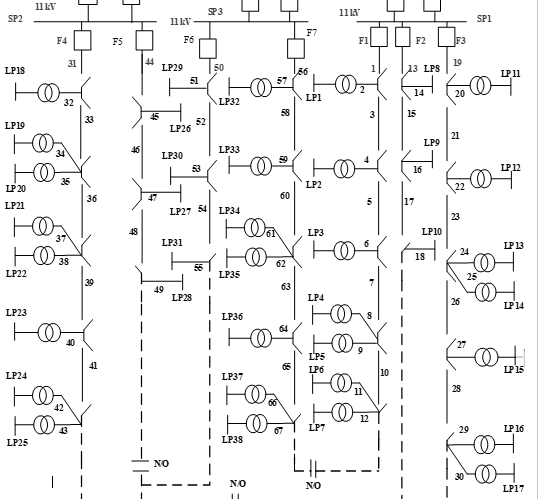 11 kV
SP2
SP3
11 kV
11 kV
SP1
F4
F5
F6
F7
F1
F2
F3
31
44
50
56
1
13
19
LP18
LP29
51
57
LP8
LP11
32
LP32
LP1
2
14
20
33
45
52
58
3
15
LP19
LP26
34
46
LP30
LP33
59
4
LP9
21
LP20
35
53
LP2
16
LP12
22
36
47
54
60
5
17
23
LP21
LP27
LP34
37
48
61
LP3
6
LP10
24
LP13
LP22
38
LP31
55
LP35
62
18
25
39
49
LP28
63
7
26
LP14
LP23
LP36
LP4
8
40
64
LP5
9
27
LP15
41
65
10
28
LP24
LP37
LP6
42
66
11
LP25
43
LP38
67
LP7
12
29
LP16
N/O
N/O
N/O
30
LP17